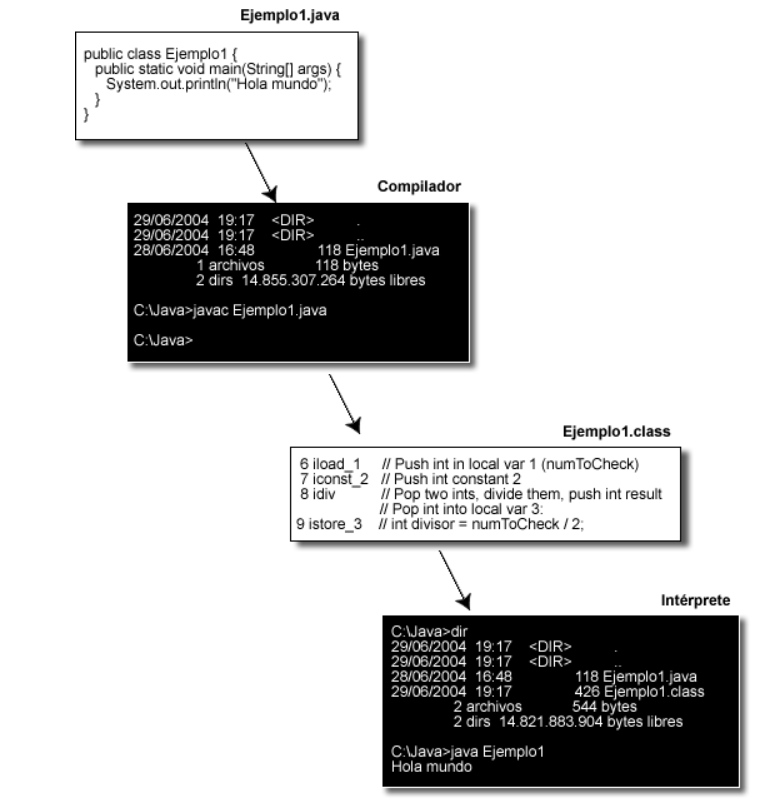 Ejemplo1.java
public class Ejemplo1 {
public static void main(String[] args) {
System.out.println("Hola mundo");
}
}
Compilador
29/06/2004 19:17 <DIR> .
29/06/2004 19:17 <DIR> ..
28/06/2004 16:48 118 Ejemplo1.java
1 archivos 118 bytes
2 dirs 14.855.307.264 bytes libres
C:\Java>javac Ejemplo1.java
C:\Java>
Ejemplo1.class
6 iload_1 // Push int in local var 1 (numToCheck)
7 iconst_2 // Push int constant 2
8 idiv // Pop two ints, divide them, push int result
// Pop int into local var 3:
9 istore_3 // int divisor = numToCheck / 2;
Intérprete
C:\Java>dir
29/06/2004 19:17 <DIR> .
29/06/2004 19:17 <DIR> ..
28/06/2004 16:48 118 Ejemplo1.java
29/06/2004 19:17 426 Ejemplo1.class
2 archivos 544 bytes
2 dirs 14.821.883.904 bytes libres
C:\Java>java Ejemplo1
Hola mundo